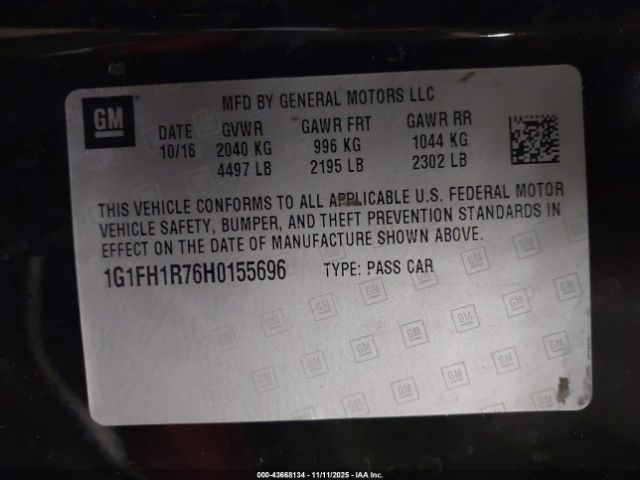 GM
MFD BY GENERAL MOTORS LLC
DATE GVWR GAWR FRT GAWR RR
10/16 2040 KG 996 KG 1044 KG
4497 LB 2195 LB 2302 LB
THIS VEHICLE CONFORMS TO ALL APPLICABLE U.S. FEDERAL MOTOR
VEHICLE SAFETY, BUMPER, AND THEFT PREVENTION STANDARDS IN
EFFECT ON THE DATE OF MANUFACTURE SHOWN ABOVE.
1G1FH1R76H0155696 TYPE: PASS CAR
000-43668134 - 11/11/2025 - IAA Inc.